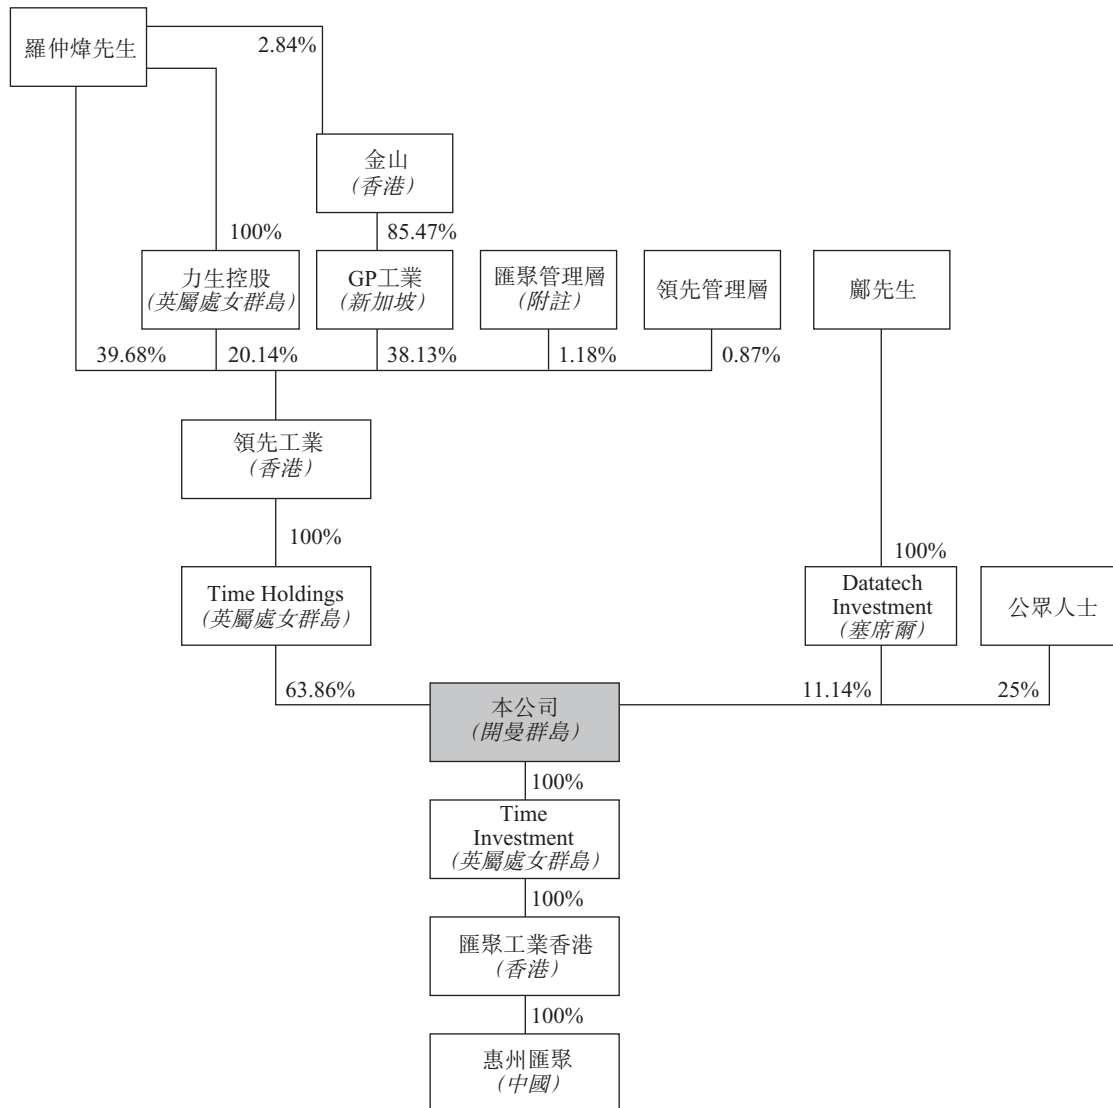 羅仲煒先生
2.84%
金山
(香港)
100%
85.47%
力生控股
(英屬處女群島)
GP工業
(新加坡)
匯聚管理層
(附註)
領先管理層
鄺先生
39.68%
20.14%
38.13%
1.18%
0.87%
領先工業
(香港)
100%
100%
Time Holdings
(英屬處女群島)
Datatech
Investment
(塞席爾)
公眾人士
63.86%
11.14%
25%
本公司
(開曼群島)
100%
Time
Investment
(英屬處女群島)
100%
匯聚工業香港
(香港)
100%
惠州匯聚
(中國)